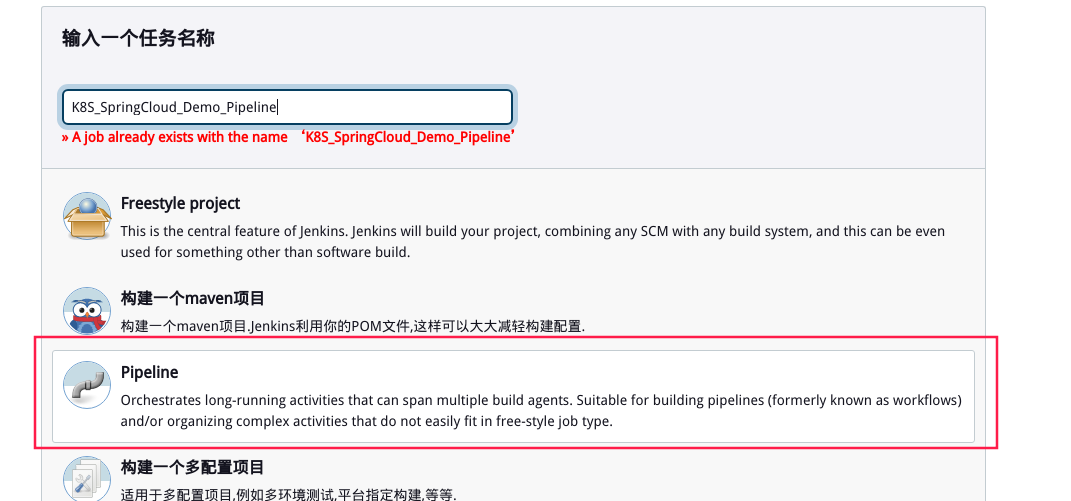 输入一个任务名称
K8S_SpringCloud_Demo_Pipeline
» A job already exists with the name ‘K8S_SpringCloud_Demo_Pipeline’
Freestyle project
This is the central feature of Jenkins. Jenkins will build your project, combining any SCM with any build system, and this can be even
used for something other than software build.
构建一个maven项目
构建一个maven项目.Jenkins利用你的POM文件,这样可以大大减轻构建配置.
Pipeline
Orchestrates long-running activities that can span multiple build agents. Suitable for building pipelines (formerly known as workflows)
and/or organizing complex activities that do not easily fit in free-style job type.
构建一个多配置项目
适用于多配置项目,例如多环境测试,平台指定构建,等等.